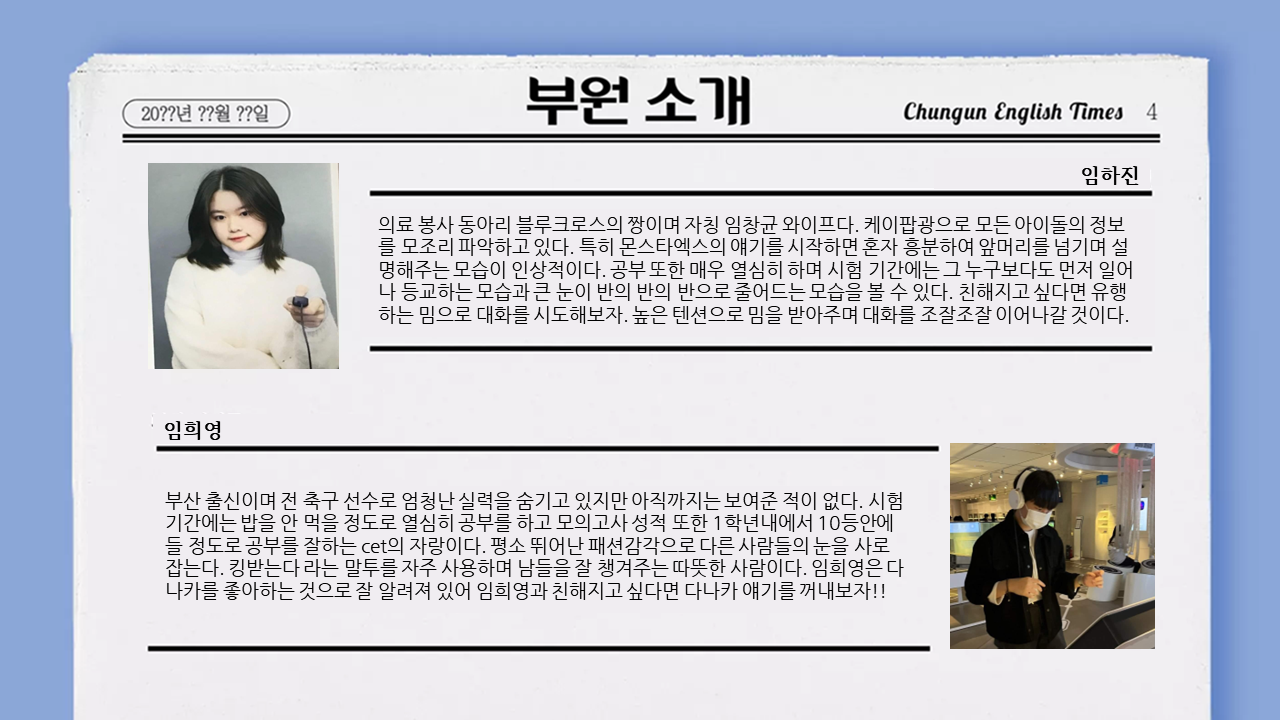 20??년 ??월 ??일
부원 소개
Chungun English Times 4
임하진
의료 봉사 동아리 블루크로스의 짱이며 자칭 임창균 와이프다. 케이팝광으로 모든 아이돌의 정보
를 모조리 파악하고 있다. 특히 몬스타엑스의 얘기를 시작하면 혼자 흥분하여 앞머리를 넘기며 설
명해주는 모습이 인상적이다. 공부 또한 매우 열심히 하며 시험 기간에는 그 누구보다도 먼저 일어
나 등교하는 모습과 큰 눈이 반의 반의 반으로 줄어드는 모습을 볼 수 있다. 친해지고 싶다면 유행
하는 밈으로 대화를 시도해보자. 높은 텐션으로 밈을 받아주며 대화를 조잘조잘 이어나갈 것이다.
임희영
부산 출신이며 전 축구 선수로 엄청난 실력을 숨기고 있지만 아직까지는 보여준 적이 없다. 시험
기간에는 밥을 안 먹을 정도로 열심히 공부를 하고 모의고사 성적 또한 1학년내에서 10등안에
들 정도로 공부를 잘하는 cet의 자랑이다. 평소 뛰어난 패션감각으로 다른 사람들의 눈을 사로
잡는다. 킹받는다 라는 말투를 자주 사용하며 남들을 잘 챙겨주는 따뜻한 사람이다. 임희영은 다
나카를 좋아하는 것으로 잘 알려져 있어 임희영과 친해지고 싶다면 다나카 얘기를 꺼내보자!!